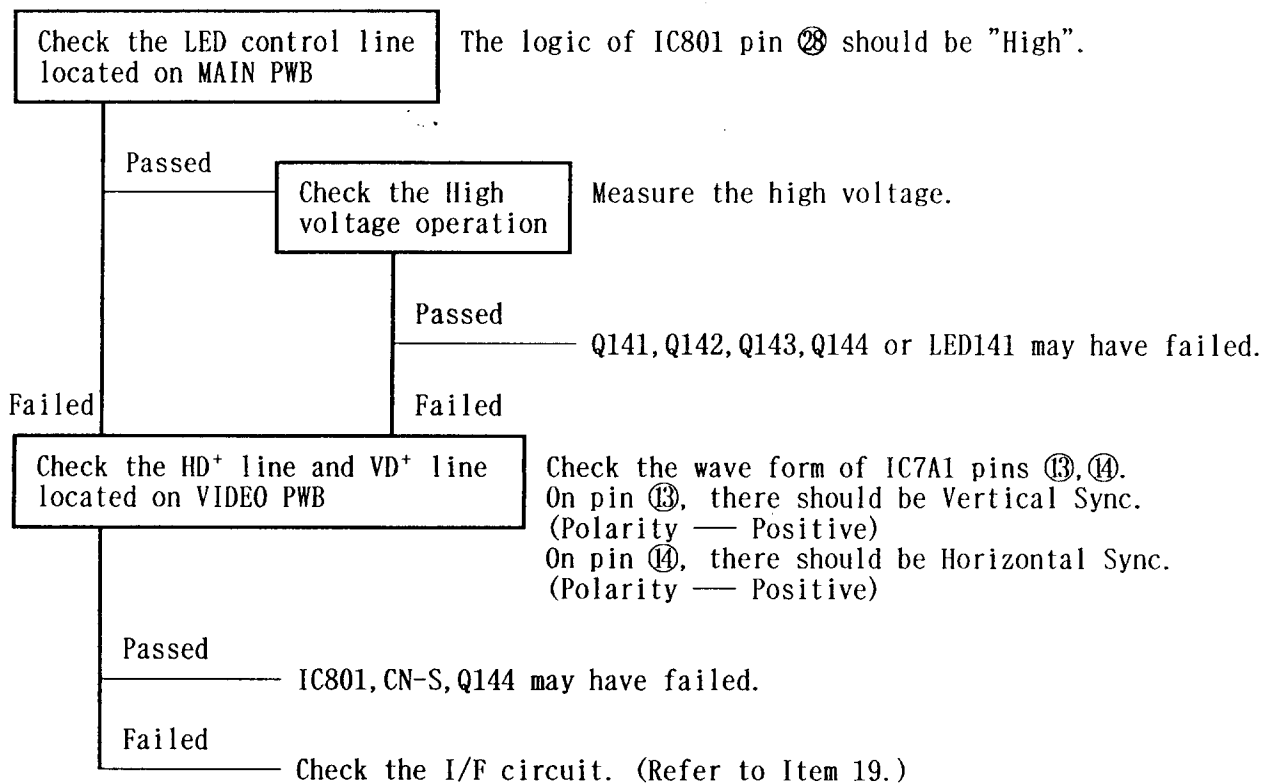 Check the LED control line
located on MAIN PWB
The logic of IC801 pin ㉘ should be ”High”.
Passed
Check the High
voltage operation
Measure the high voltage.
Passed
Q141,Q142,Q143,Q144 or LED141 may have failed.
Failed
Failed
Check the HD⁺ line and VD⁺ line
located on VIDEO PWB
Check the wave form of IC7A1 pins ⑬,⑭.
On pin ⑬, there should be Vertical Sync.
(Polarity ── Positive)
On pin ⑭, there should be Horizontal Sync.
(Polarity ── Positive)
Passed
IC801,CN-S,Q144 may have failed.
Failed
Check the I/F circuit. (Refer to Item 19.)